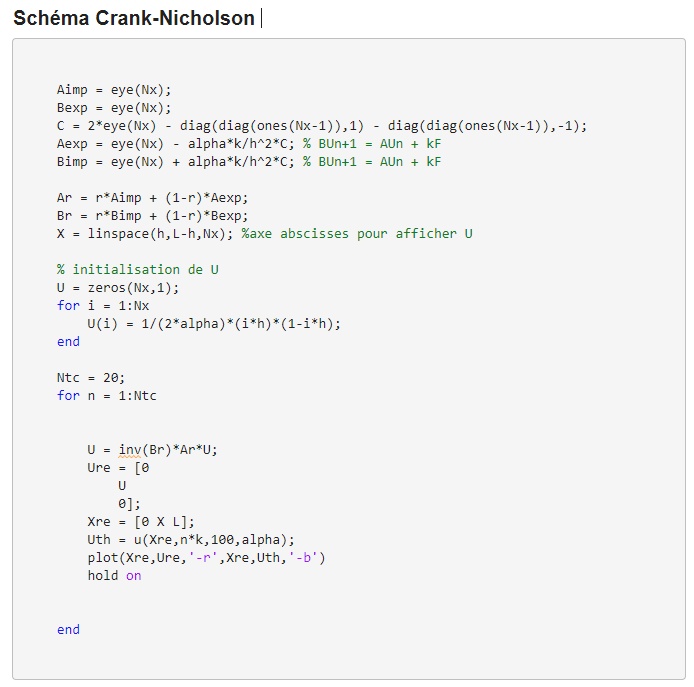 Schéma Crank-Nicholson
Aimp = eye(Nx);
Bexp = eye(Nx);
C = 2*eye(Nx) - diag(diag(ones(Nx-1)),1) - diag(diag(ones(Nx-1)),-1);
Aexp = eye(Nx) - alpha*k/h^2*C; % BUn+1 = AUn + kF
Bimp = eye(Nx) + alpha*k/h^2*C; % BUn+1 = AUn + kF
Ar = r*Aimp + (1-r)*Aexp;
Br = r*Bimp + (1-r)*Bexp;
X = linspace(h,L-h,Nx); %axe abscisses pour afficher U
% initialisation de U
U = zeros(Nx,1);
for i = 1:Nx
U(i) = 1/(2*alpha)*(i*h)*(1-i*h);
end
Ntc = 20;
for n = 1:Ntc
U = inv(Br)*Ar*U;
Ure = [0
U
0];
Xre = [0 X L];
Uth = u(Xre,n*k,100,alpha);
plot(Xre,Ure,'-r',Xre,Uth,'-b')
hold on
end